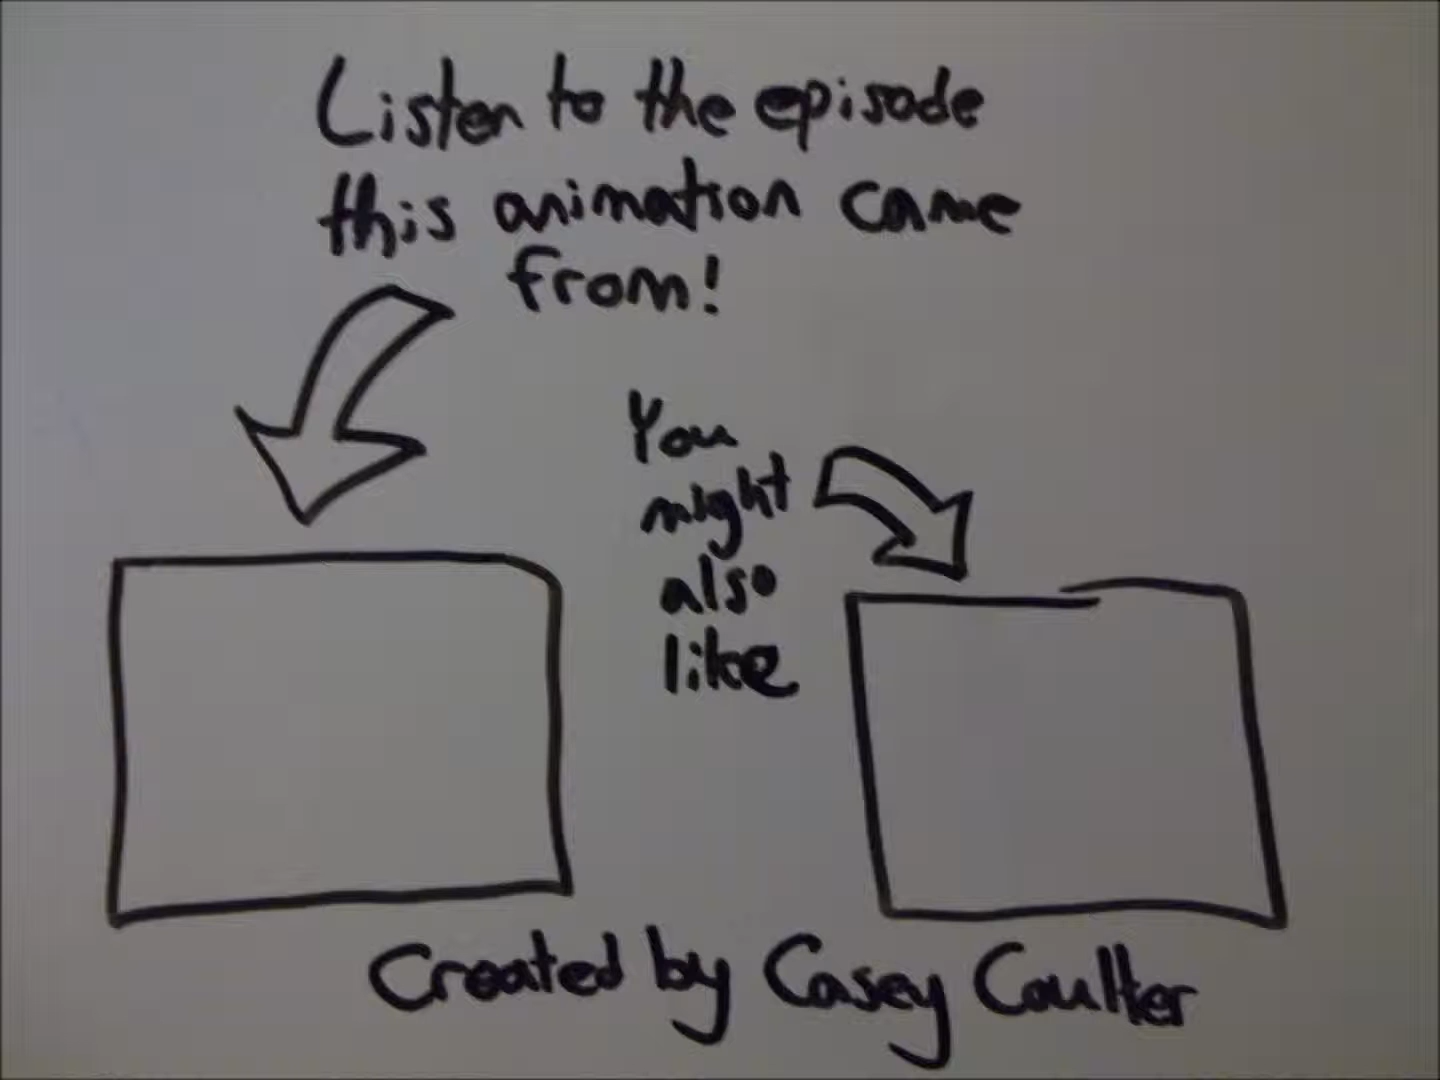 Listen to the episode
this animation came
from!
You
might
also
like
Created by Casey Coulter